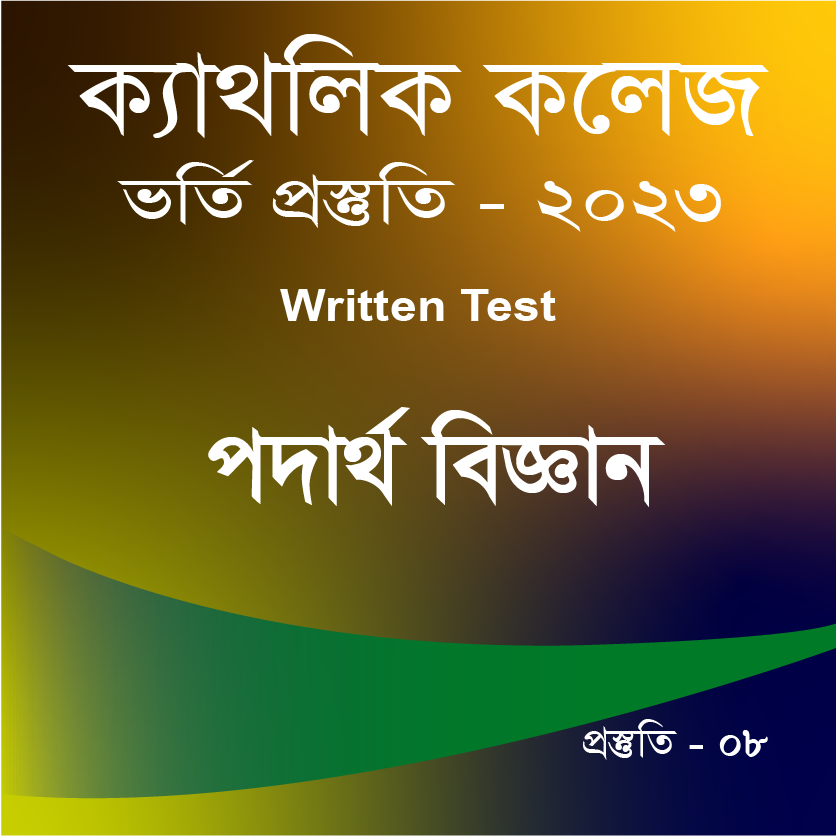 ক্যাথলিক কলেজ
ভর্তি প্রস্তুতি - ২০২৩
Written Test
পদার্থ বিজ্ঞান
প্রস্তুতি - ০৮